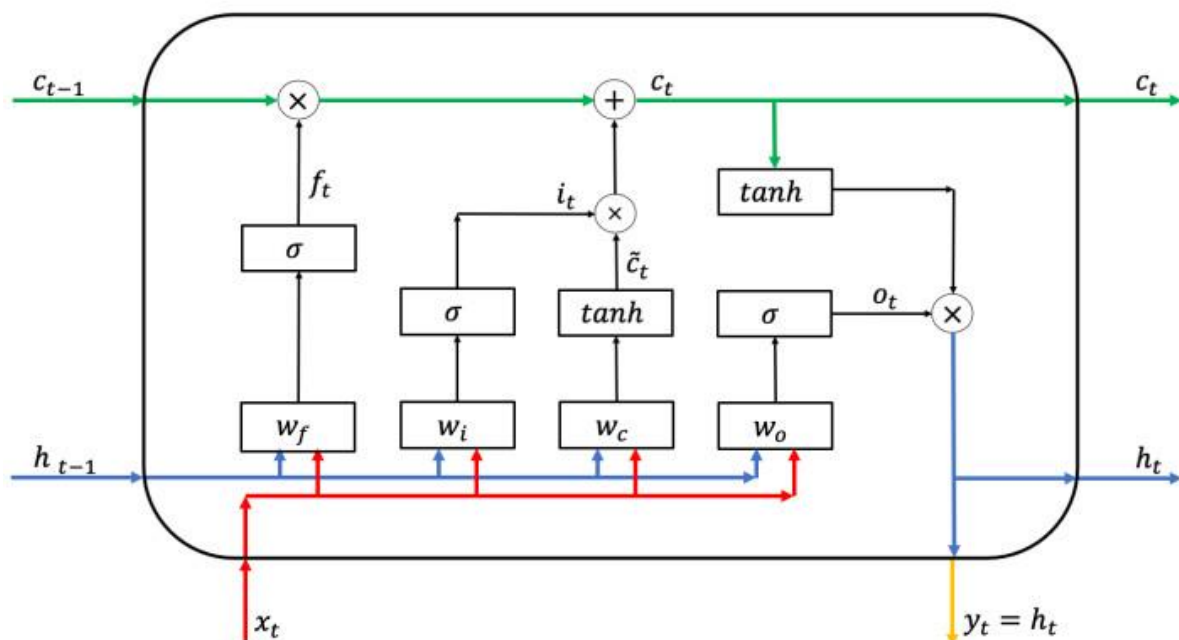 c_{t-1} × + c_t c_t
f_t i_t × tanh
σ c̃_t
σ tanh σ o_t ×
w_f w_i w_c w_o
h_{t-1} h_t
x_t y_t = h_t